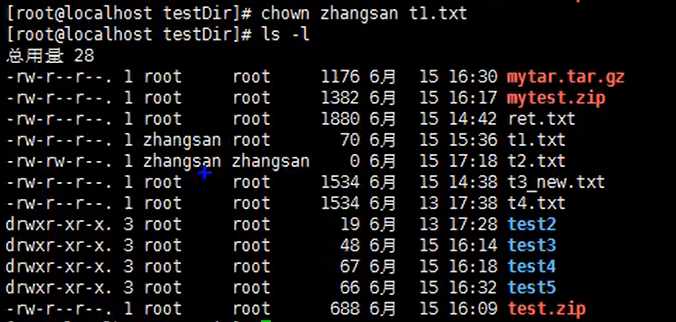 [root@localhost testDir]# chown zhangsan t1.txt
[root@localhost testDir]# ls -l
总用量 28
-rw-r--r--. 1 root     root     1176 6月  15 16:30 mytar.tar.gz
-rw-r--r--. 1 root     root     1382 6月  15 16:17 mytest.zip
-rw-r--r--. 1 root     root     1880 6月  15 14:42 ret.txt
-rw-r--r--. 1 zhangsan root       70 6月  15 15:36 t1.txt
-rw-rw-r--. 1 zhangsan zhangsan    0 6月  15 17:18 t2.txt
-rw-r--r--. 1 root     root     1534 6月  15 14:38 t3_new.txt
-rw-r--r--. 1 root     root     1534 6月  13 17:38 t4.txt
drwxr-xr-x. 3 root     root       19 6月  13 17:28 test2
drwxr-xr-x. 3 root     root       48 6月  15 16:14 test3
drwxr-xr-x. 3 root     root       67 6月  15 16:18 test4
drwxr-xr-x. 3 root     root       66 6月  15 16:32 test5
-rw-r--r--. 1 root     root      688 6月  15 16:09 test.zip
[root@localhost testDir]#